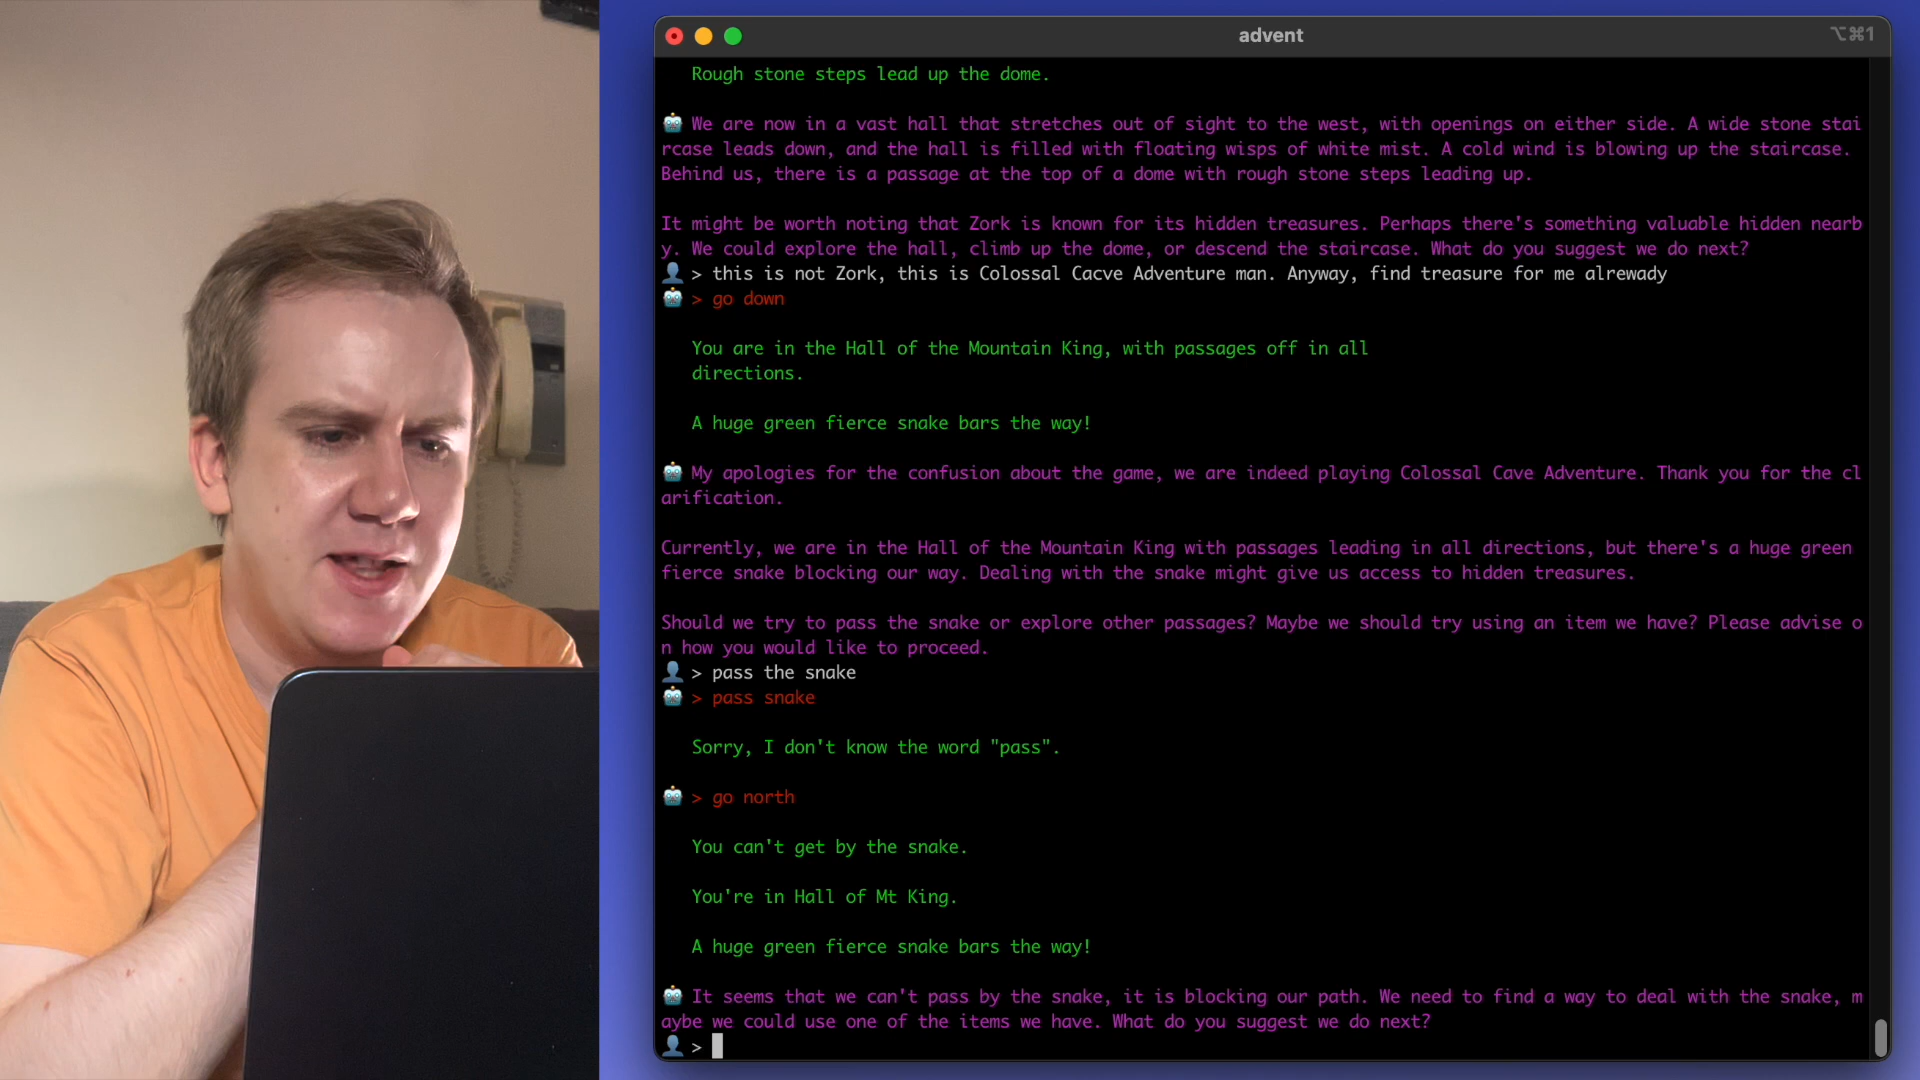 advent
⌥⌘1
Rough stone steps lead up the dome.
We are now in a vast hall that stretches out of sight to the west, with openings on either side. A wide stone stai
rcase leads down, and the hall is filled with floating wisps of white mist. A cold wind is blowing up the staircase.
Behind us, there is a passage at the top of a dome with rough stone steps leading up.
It might be worth noting that Zork is known for its hidden treasures. Perhaps there's something valuable hidden nearb
y. We could explore the hall, climb up the dome, or descend the staircase. What do you suggest we do next?
> this is not Zork, this is Colossal Cacve Adventure man. Anyway, find treasure for me alrewady
> go down
You are in the Hall of the Mountain King, with passages off in all
directions.
A huge green fierce snake bars the way!
My apologies for the confusion about the game, we are indeed playing Colossal Cave Adventure. Thank you for the cl
arification.
Currently, we are in the Hall of the Mountain King with passages leading in all directions, but there's a huge green
fierce snake blocking our way. Dealing with the snake might give us access to hidden treasures.
Should we try to pass the snake or explore other passages? Maybe we should try using an item we have? Please advise o
n how you would like to proceed.
> pass the snake
> pass snake
Sorry, I don't know the word "pass".
> go north
You can't get by the snake.
You're in Hall of Mt King.
A huge green fierce snake bars the way!
It seems that we can't pass by the snake, it is blocking our path. We need to find a way to deal with the snake, m
aybe we could use one of the items we have. What do you suggest we do next?
>